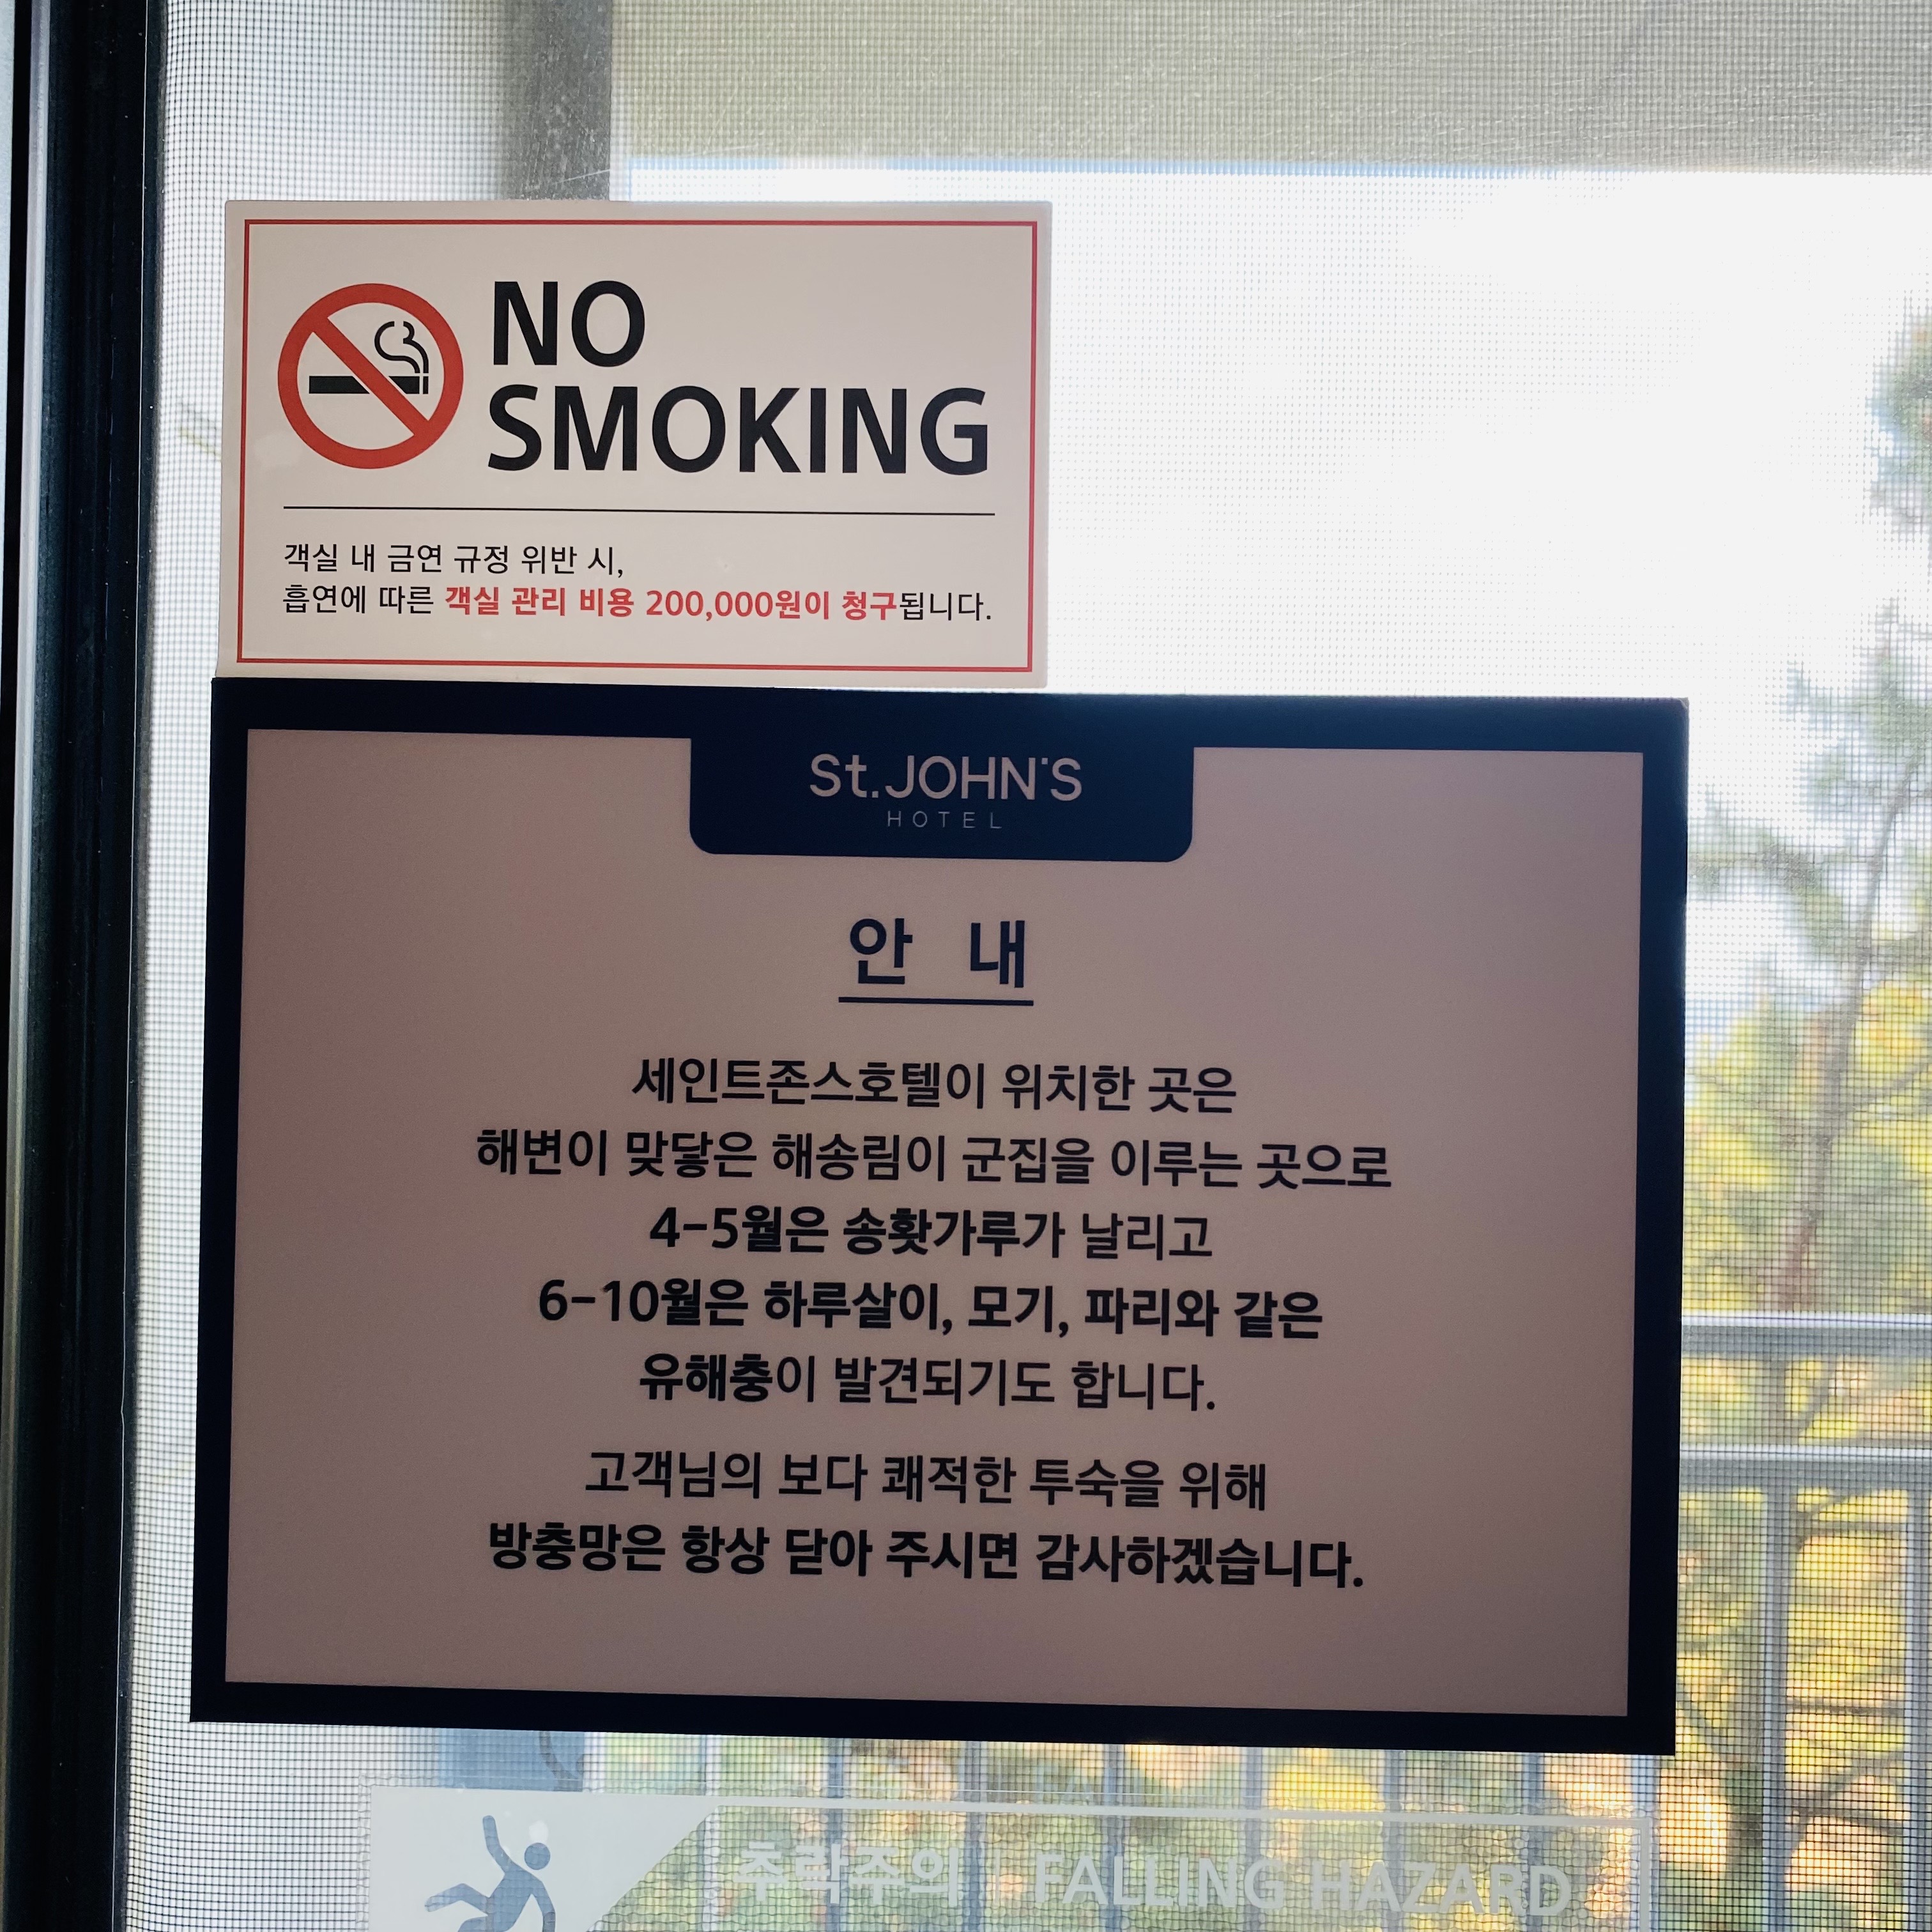 NO
SMOKING
객실 내 금연 규정 위반 시,
흡연에 따른 객실 관리 비용 200,000원이 청구됩니다.
St.JOHN'S
HOTEL
안 내
세인트존스호텔이 위치한 곳은
해변이 맞닿은 해송림이 군집을 이루는 곳으로
4-5월은 송홧가루가 날리고
6-10월은 하루살이, 모기, 파리와 같은
유해충이 발견되기도 합니다.
고객님의 보다 쾌적한 투숙을 위해
방충망은 항상 닫아 주시면 감사하겠습니다.
추락주의 | FALLING HAZARD